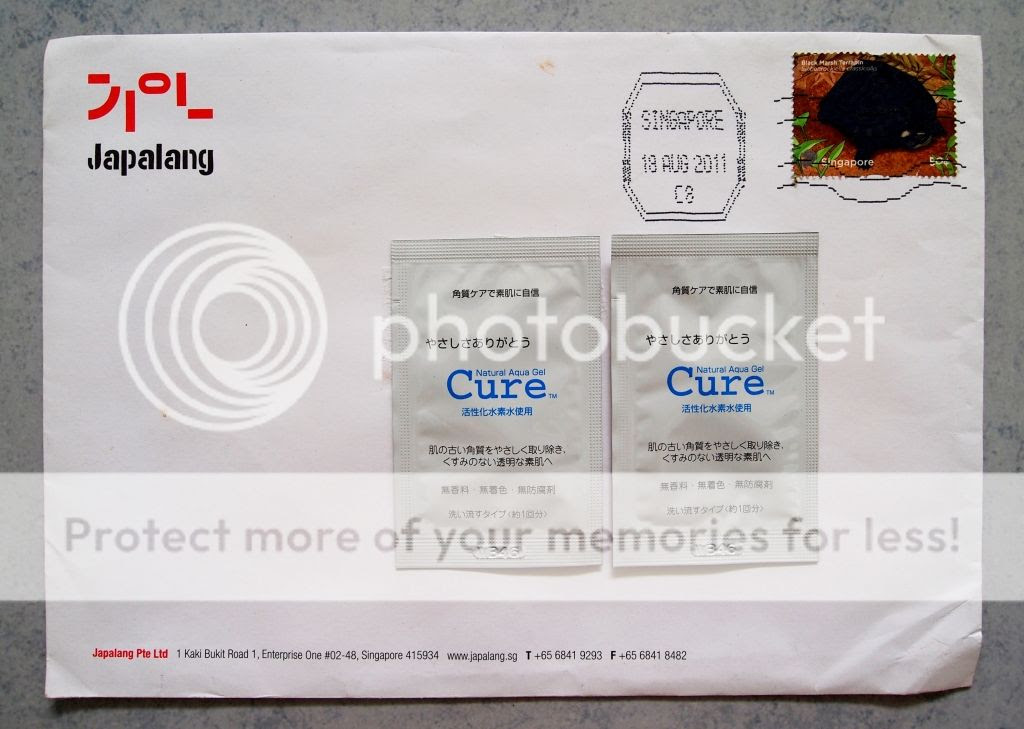 Japalang
SINGAPORE
18 AUG 2011
C8
Black Marsh Terrapin
Singapore
50¢
角質ケアで素肌に自信
やさしさありがとう
Natural Aqua Gel
Cure™
活性化水素水使用
肌の古い角質をやさしく取り除き、
くすみのない透明な素肌へ
無香料・無着色・無防腐剤
洗い流すタイプ〈約1回分〉
角質ケアで素肌に自信
やさしさありがとう
Natural Aqua Gel
Cure™
活性化水素水使用
肌の古い角質をやさしく取り除き、
くすみのない透明な素肌へ
無香料・無着色・無防腐剤
洗い流すタイプ〈約1回分〉
photobucket
Protect more of your memories for less!
Japalang Pte Ltd 1 Kaki Bukit Road 1, Enterprise One #02-48, Singapore 415934 www.japalang.sg T +65 6841 9293 F +65 6841 8482